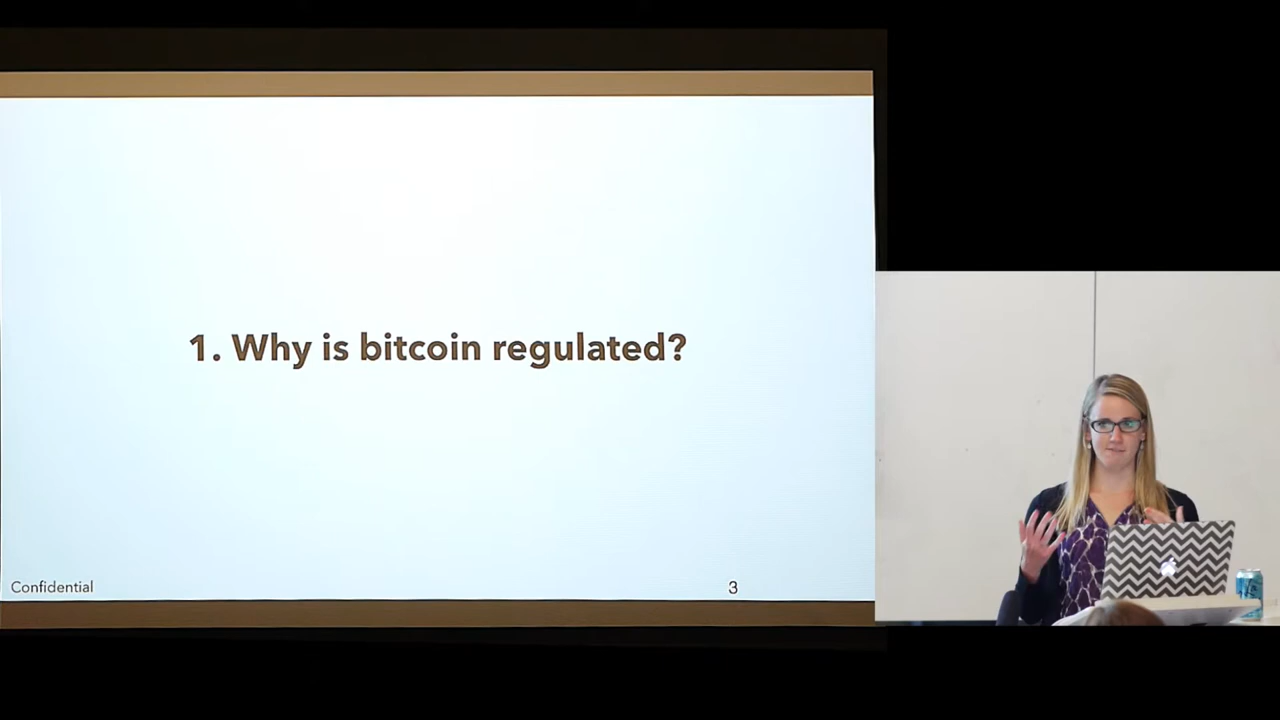 1. Why is bitcoin regulated?
Confidential
3